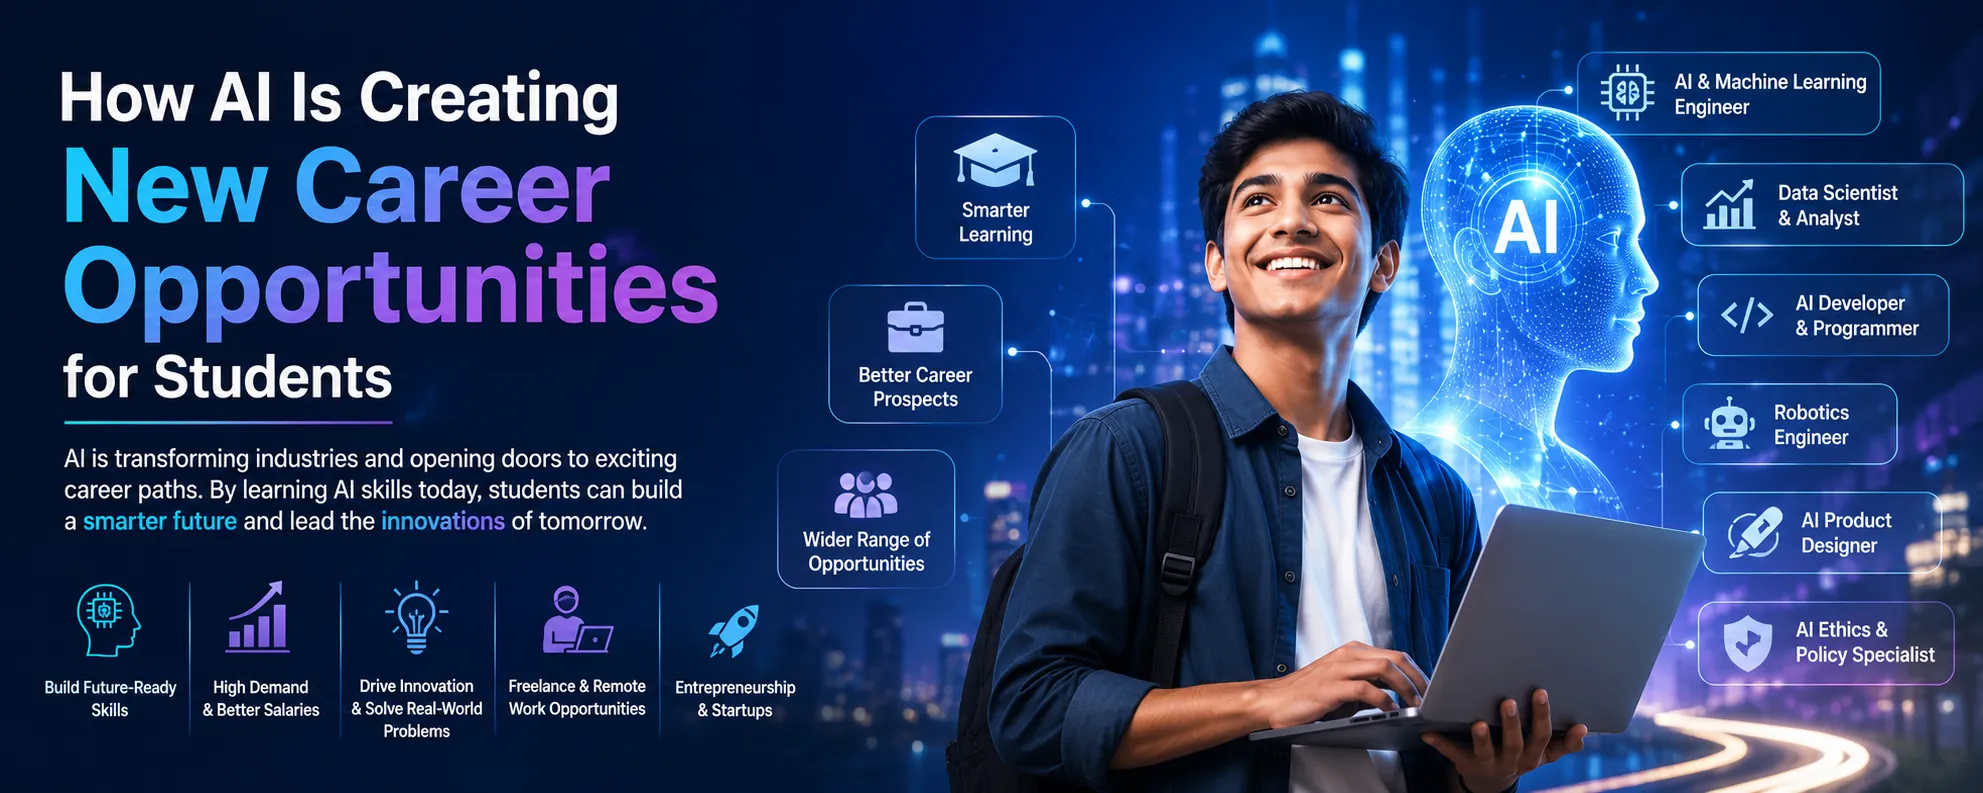 How AI Is Creating
New Career
Opportunities
for Students
AI is transforming industries and opening doors to exciting
career paths. By learning AI skills today, students can build
a smarter future and lead the innovations of tomorrow.
Build Future-Ready
Skills
High Demand
& Better Salaries
Drive Innovation
& Solve Real-World
Problems
Freelance & Remote
Work Opportunities
Entrepreneurship
& Startups
Smarter
Learning
Better Career
Prospects
Wider Range of
Opportunities
AI
AI & Machine Learning
Engineer
Data Scientist
& Analyst
</>
AI Developer
& Programmer
Robotics
Engineer
AI Product
Designer
AI Ethics &
Policy Specialist